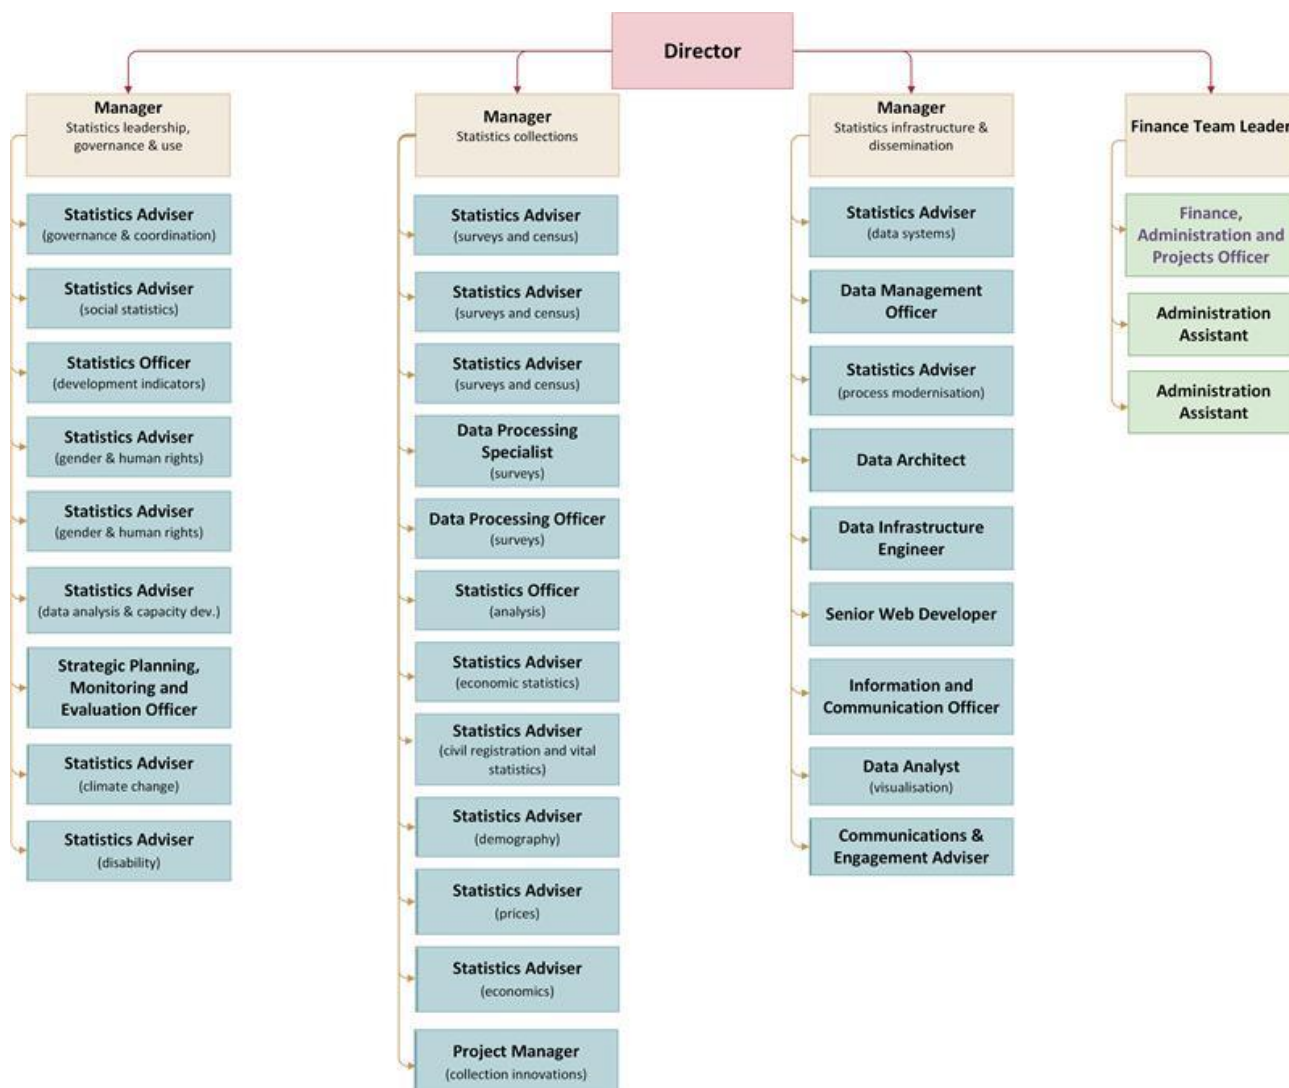 Director
Manager
Statistics leadership,
governance & use
Statistics Adviser
(governance & coordination)
Statistics Adviser
(social statistics)
Statistics Officer
(development indicators)
Statistics Adviser
(gender & human rights)
Statistics Adviser
(gender & human rights)
Statistics Adviser
(data analysis & capacity dev.)
Strategic Planning,
Monitoring and
Evaluation Officer
Statistics Adviser
(climate change)
Statistics Adviser
(disability)
Manager
Statistics collections
Statistics Adviser
(surveys and census)
Statistics Adviser
(surveys and census)
Statistics Adviser
(surveys and census)
Data Processing
Specialist
(surveys)
Data Processing Officer
(surveys)
Statistics Officer
(analysis)
Statistics Adviser
(economic statistics)
Statistics Adviser
(civil registration and vital
statistics)
Statistics Adviser
(demography)
Statistics Adviser
(prices)
Statistics Adviser
(economics)
Project Manager
(collection innovations)
Manager
Statistics infrastructure &
dissemination
Statistics Adviser
(data systems)
Data Management
Officer
Statistics Adviser
(process modernisation)
Data Architect
Data Infrastructure
Engineer
Senior Web Developer
Information and
Communication Officer
Data Analyst
(visualisation)
Communications &
Engagement Adviser
Finance Team Leader
Finance,
Administration and
Projects Officer
Administration
Assistant
Administration
Assistant